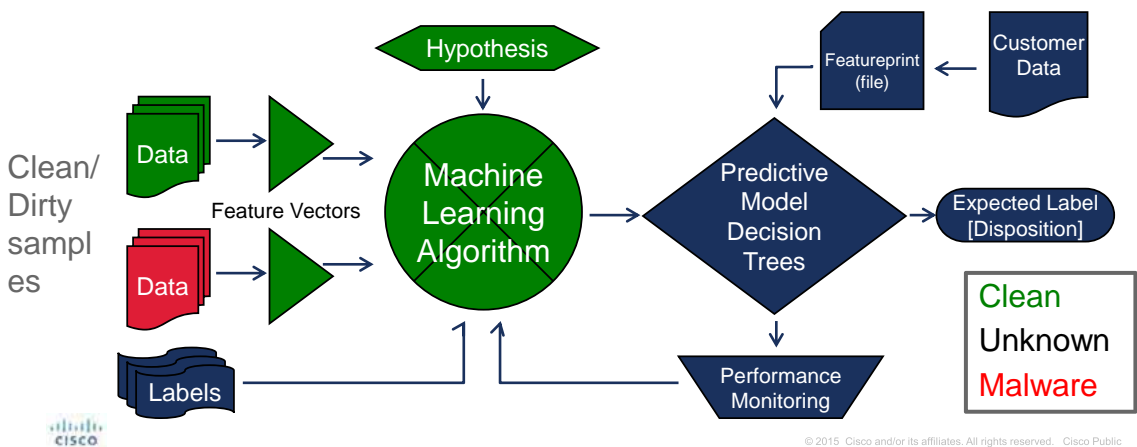 Hypothesis
Featureprint
(file)
Customer
Data
Clean/
Dirty
sampl
es
Data
Feature Vectors
Data
Labels
Machine
Learning
Algorithm
Predictive
Model
Decision
Trees
Expected Label
[Disposition]
Performance
Monitoring
Clean
Unknown
Malware
CISCO
© 2015 Cisco and/or its affiliates. All rights reserved. Cisco Public